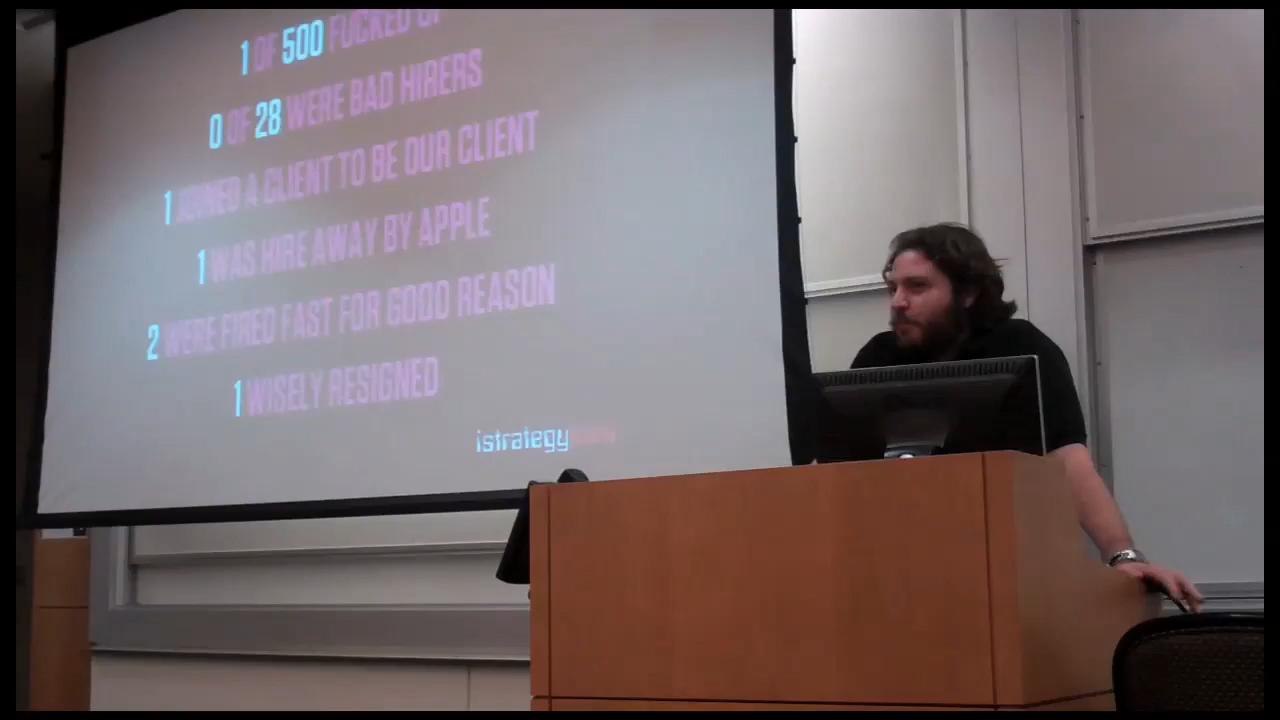 1 OF 500 FUCKED UP
0 OF 28 WERE BAD HIRERS
1 JOINED A CLIENT TO BE OUR CLIENT
1 WAS HIRE AWAY BY APPLE
2 WERE FIRED FAST FOR GOOD REASON
1 WISELY RESIGNED
istrategy